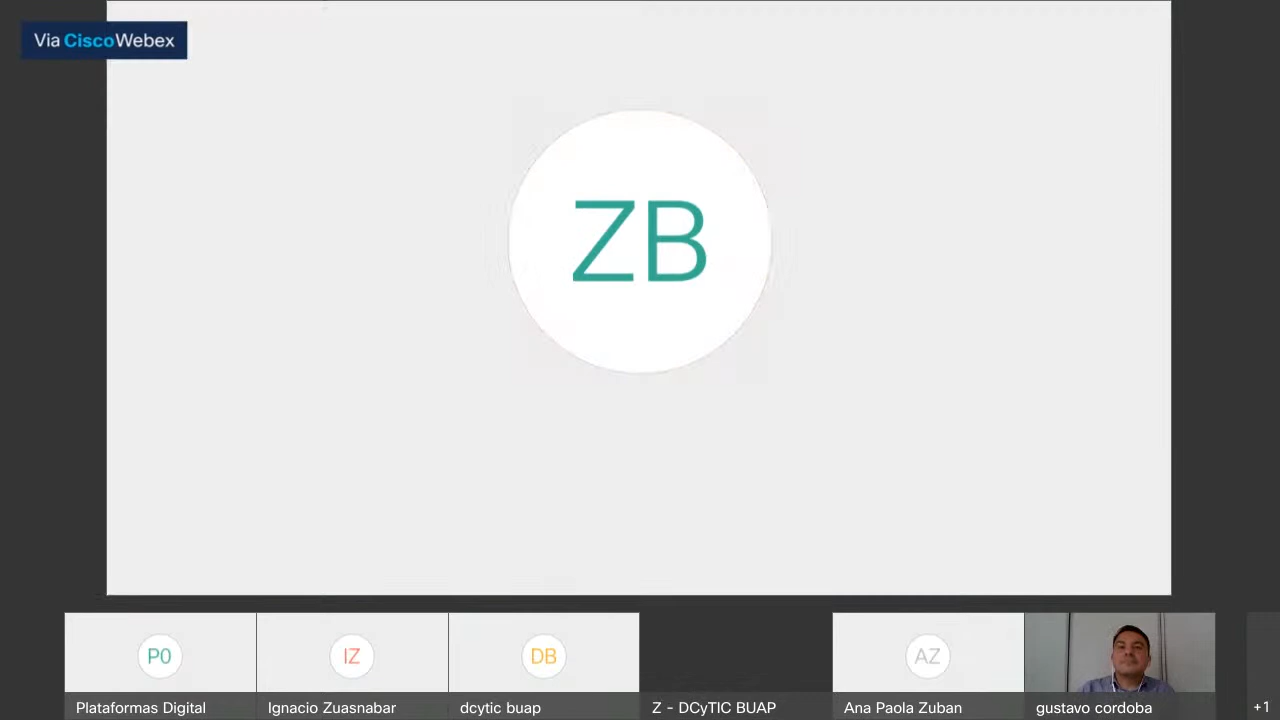 Via CiscoWebex
ZB
P0
IZ
DB
AZ
Plataformas Digital
Ignacio Zuasnabar
dcytic buap
Z - DCyTIC BUAP
Ana Paola Zuban
gustavo cordoba
+1